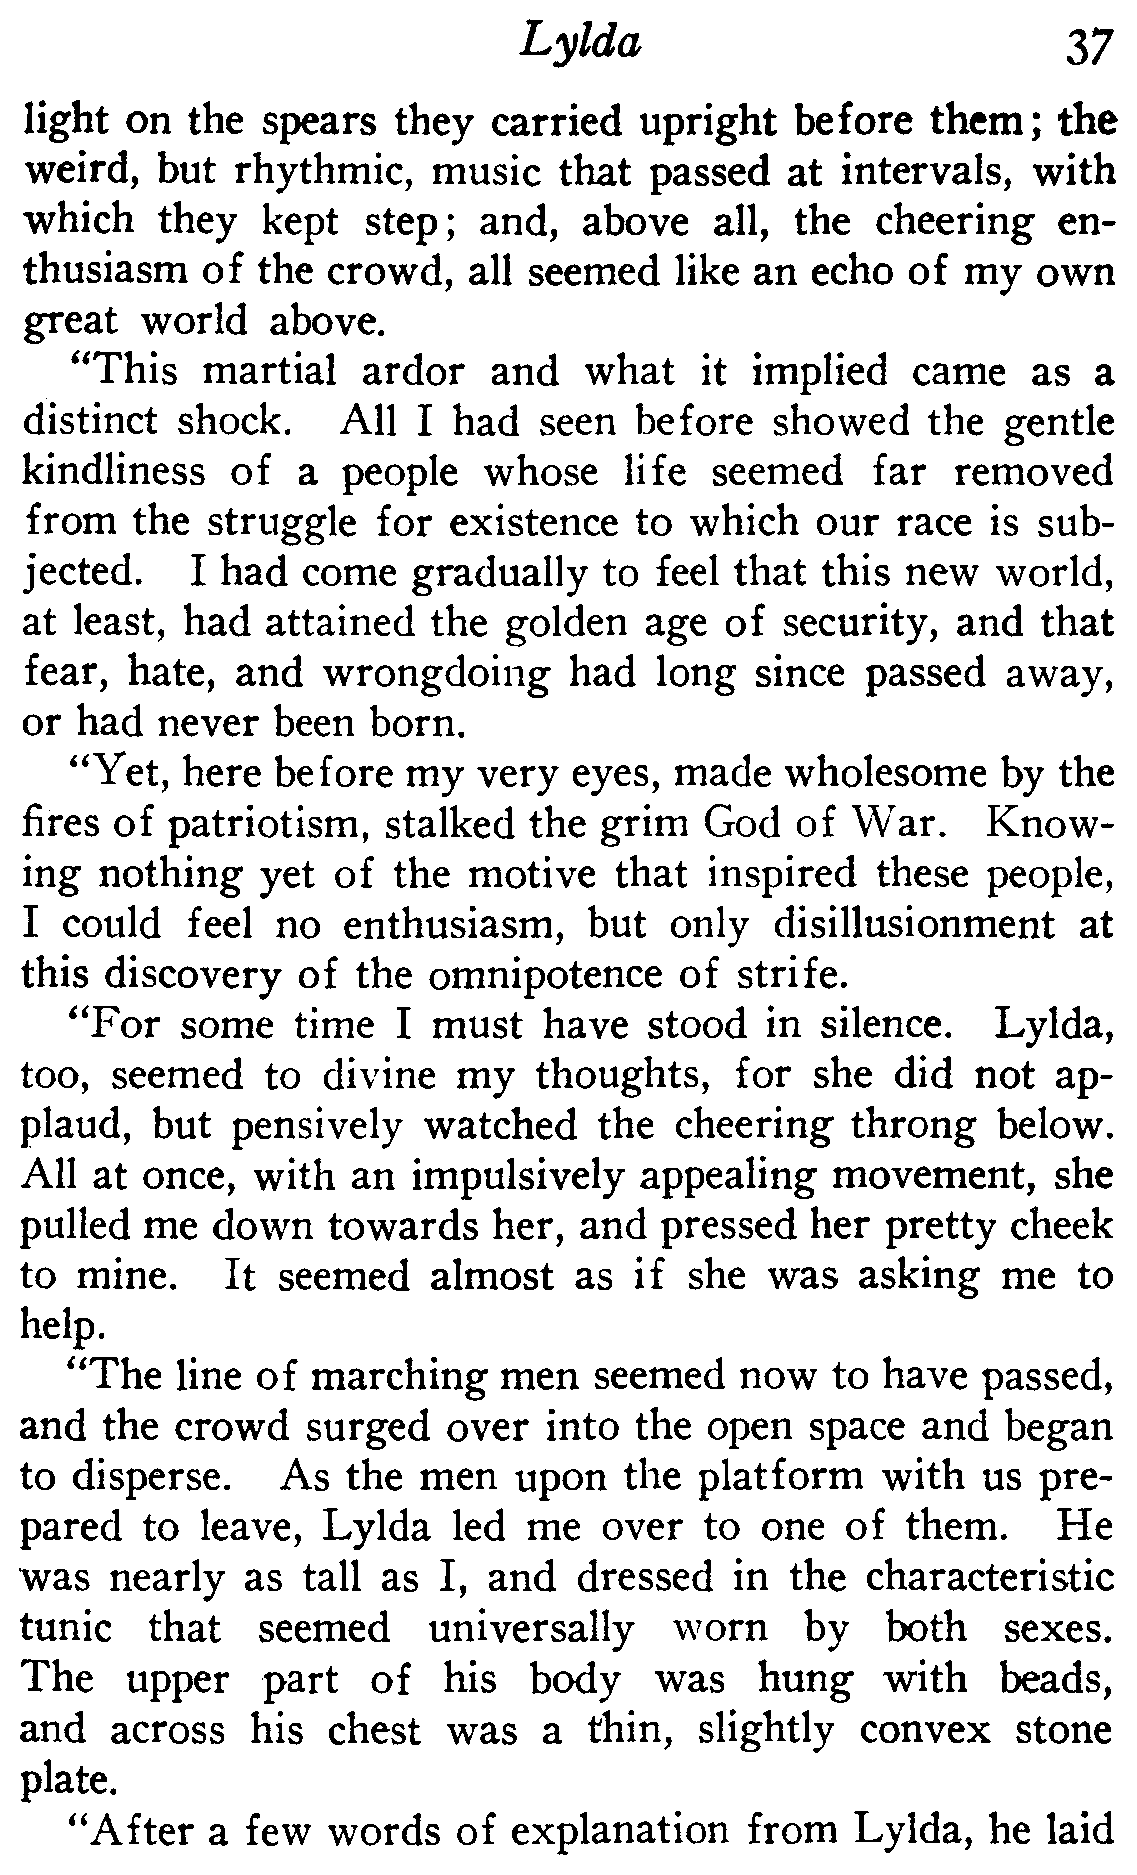 Lylda 37
light on the spears they carried upright before them; the
weird, but rhythmic, music that passed at intervals, with
which they kept step; and, above all, the cheering en-
thusiasm of the crowd, all seemed like an echo of my own
great world above.
“This martial ardor and what it implied came as a
distinct shock. All I had seen before showed the gentle
kindliness of a people whose life seemed far removed
from the struggle for existence to which our race is sub-
jected. I had come gradually to feel that this new world,
at least, had attained the golden age of security, and that
fear, hate, and wrongdoing had long since passed away,
or had never been born.
“Yet, here before my very eyes, made wholesome by the
fires of patriotism, stalked the grim God of War. Know-
ing nothing yet of the motive that inspired these people,
I could feel no enthusiasm, but only disillusionment at
this discovery of the omnipotence of strife.
“For some time I must have stood in silence. Lylda,
too, seemed to divine my thoughts, for she did not ap-
plaud, but pensively watched the cheering throng below.
All at once, with an impulsively appealing movement, she
pulled me down towards her, and pressed her pretty cheek
to mine. It seemed almost as if she was asking me to
help.
“The line of marching men seemed now to have passed,
and the crowd surged over into the open space and began
to disperse. As the men upon the platform with us pre-
pared to leave, Lylda led me over to one of them. He
was nearly as tall as I, and dressed in the characteristic
tunic that seemed universally worn by both sexes.
The upper part of his body was hung with beads,
and across his chest was a thin, slightly convex stone
plate.
“After a few words of explanation from Lylda, he laid